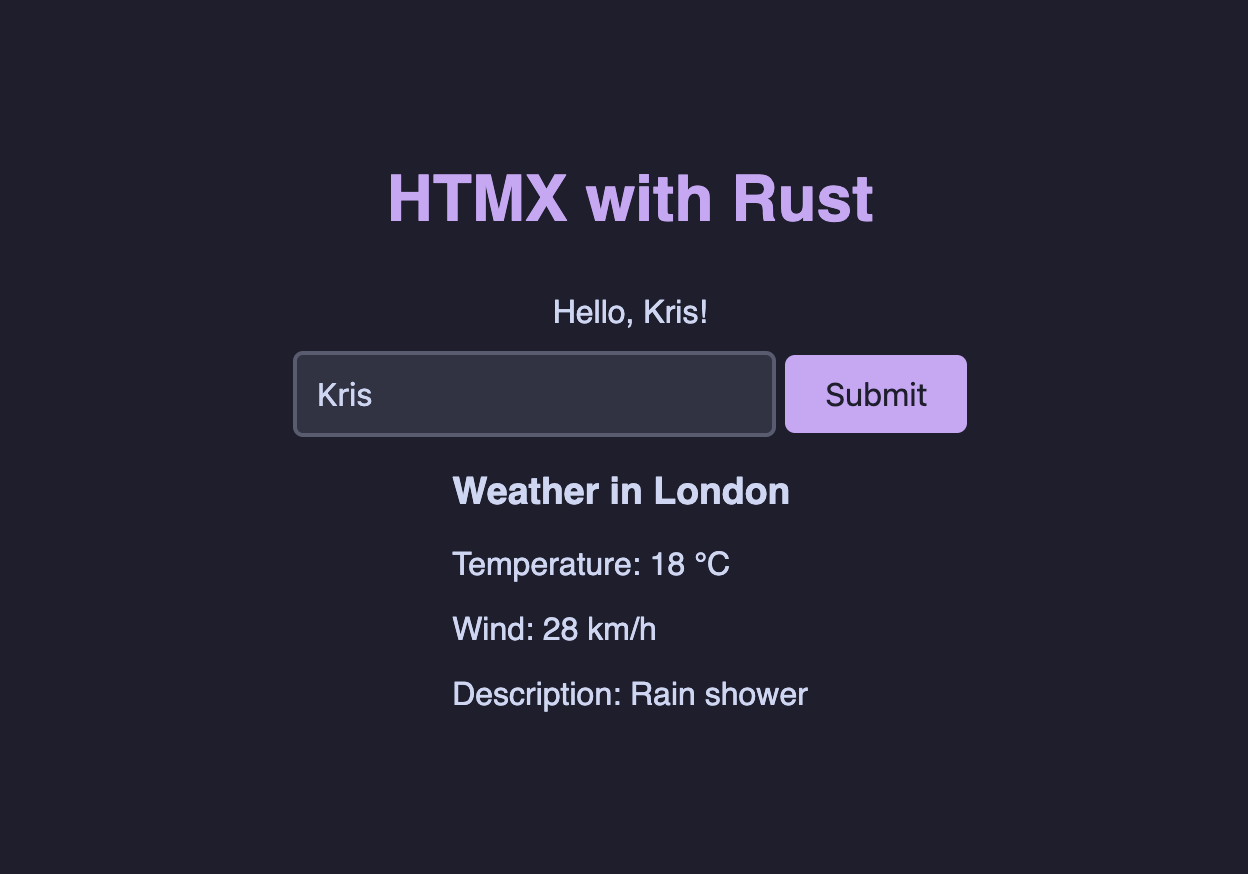 HTMX with Rust
Hello, Kris!
Kris Submit
Weather in London
Temperature: 18 °C
Wind: 28 km/h
Description: Rain shower